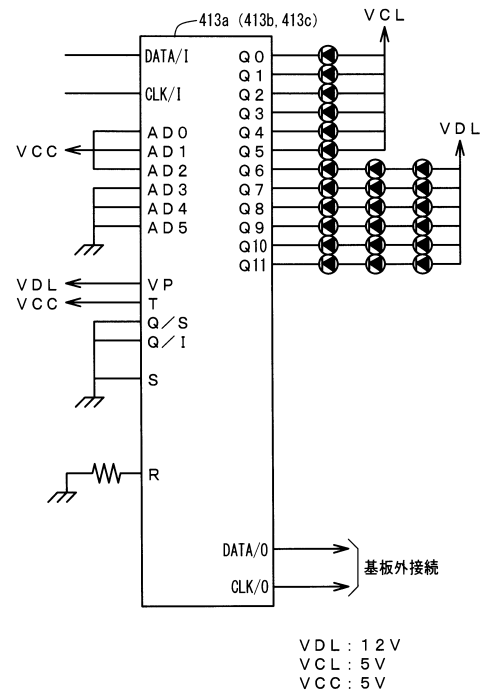 413a (413b, 413c)
VCL
DATA/I
CLK/I
AD0
AD1
AD2
AD3
AD4
AD5
VCC
VDL
VCC
VP
T
Q/S
Q/I
S
R
Q0
Q1
Q2
Q3
Q4
Q5
Q6
Q7
Q8
Q9
Q10
Q11
VDL
DATA/O
CLK/O
基板外接続
VDL:12V
VCL:5V
VCC:5V